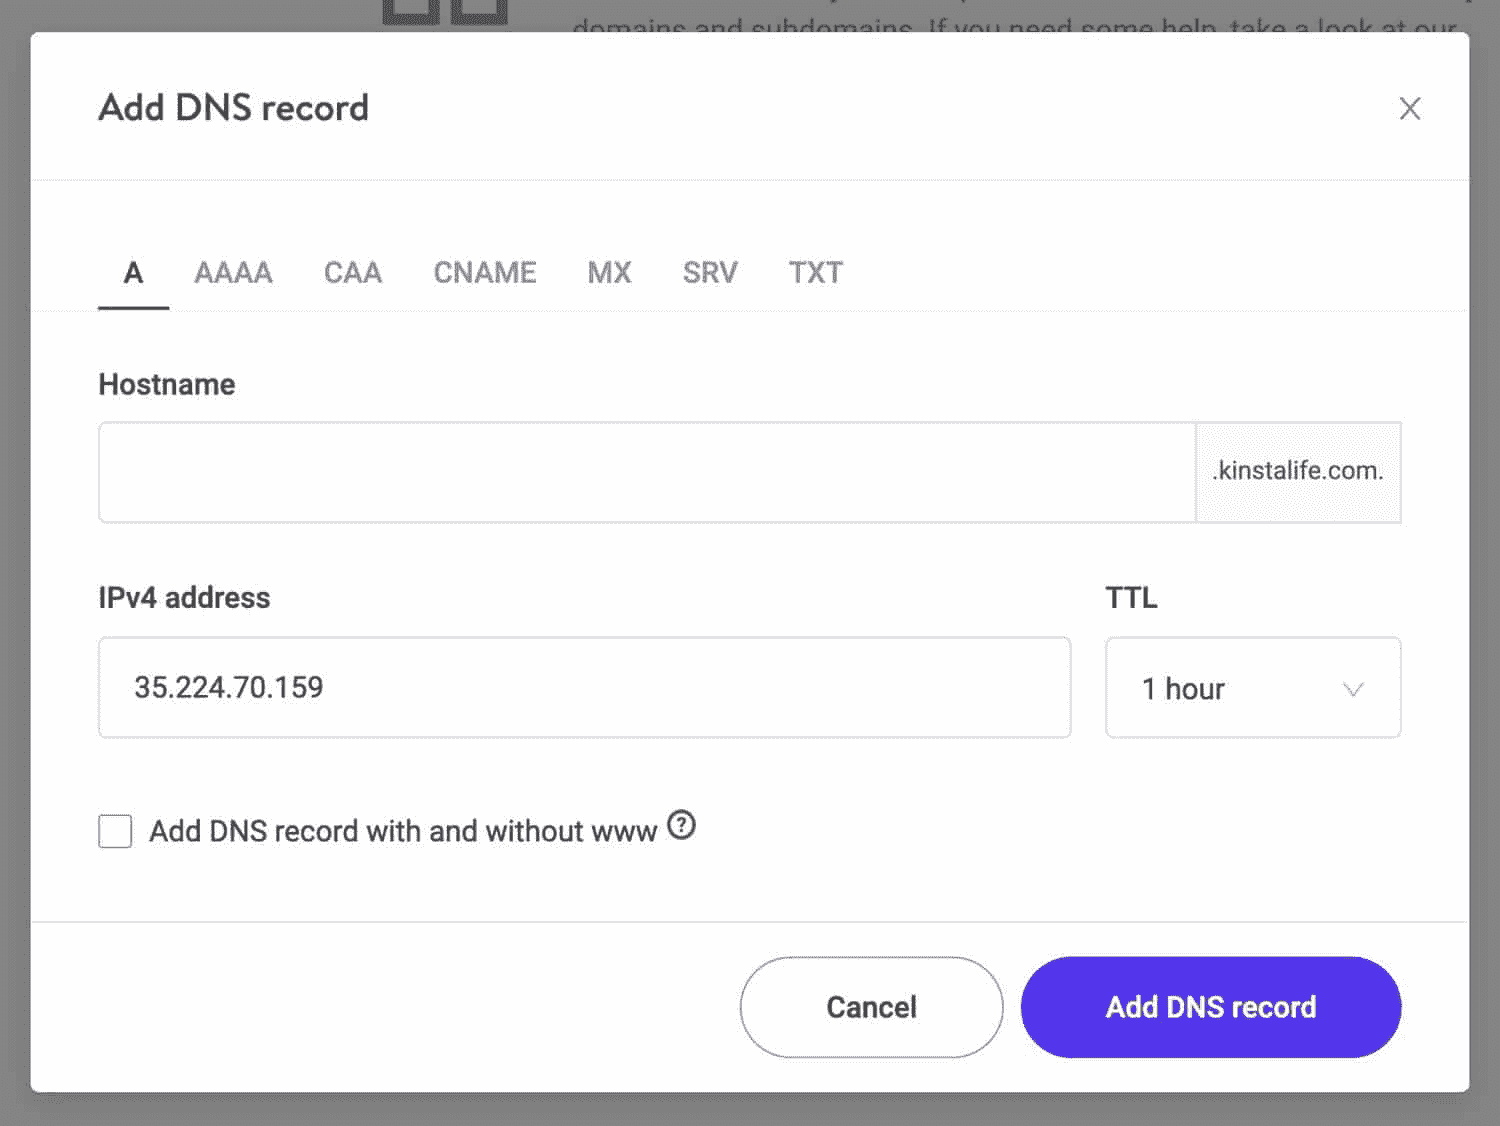 domains and subdomains. If you need some help, take a look at our
Add DNS record
A AAAA CAA CNAME MX SRV TXT
Hostname
.kinstalife.com.
IPv4 address TTL
35.224.70.159 1 hour
Add DNS record with and without www ?
Cancel Add DNS record